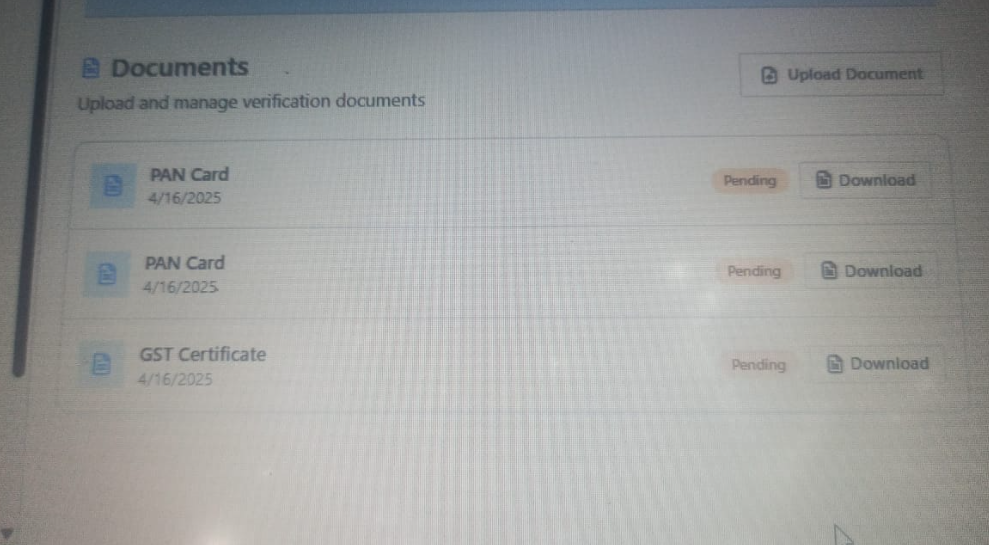 Documents
Upload Document
Upload and manage verification documents
PAN Card
4/16/2025
Pending
Download
PAN Card
4/16/2025
Pending
Download
GST Certificate
4/16/2025
Pending
Download